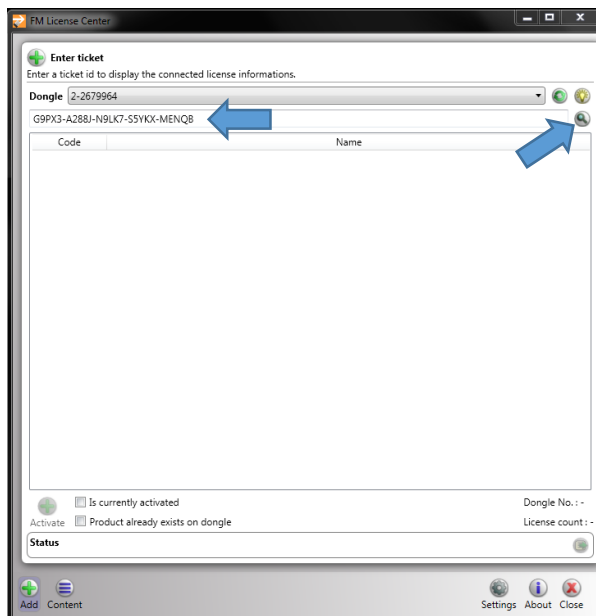 FM License Center
Enter ticket
Enter a ticket id to display the connected license informations.
Dongle 2-2679964
G9PX3-A288J-N9LK7-S5YKX-MENQB
Code Name
Is currently activated Dongle No. : -
Activate Product already exists on dongle License count : -
Status
Add Content Settings About Close